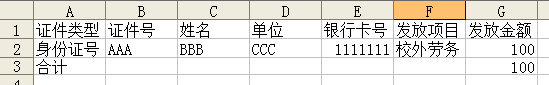 A B C D E F G
1 证件类型 证件号 姓名 单位 银行卡号 发放项目 发放金额
2 身份证号 AAA BBB CCC 1111111 校外劳务 100
3 合计 100